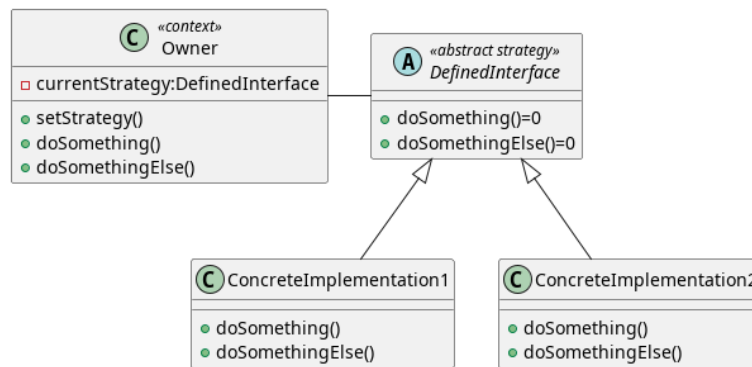 «context»
C Owner
currentStrategy:DefinedInterface
setStrategy()
doSomething()
doSomethingElse()
«abstract strategy»
A DefinedInterface
doSomething()=0
doSomethingElse()=0
C ConcreteImplementation1
doSomething()
doSomethingElse()
C ConcreteImplementation2
doSomething()
doSomethingElse()